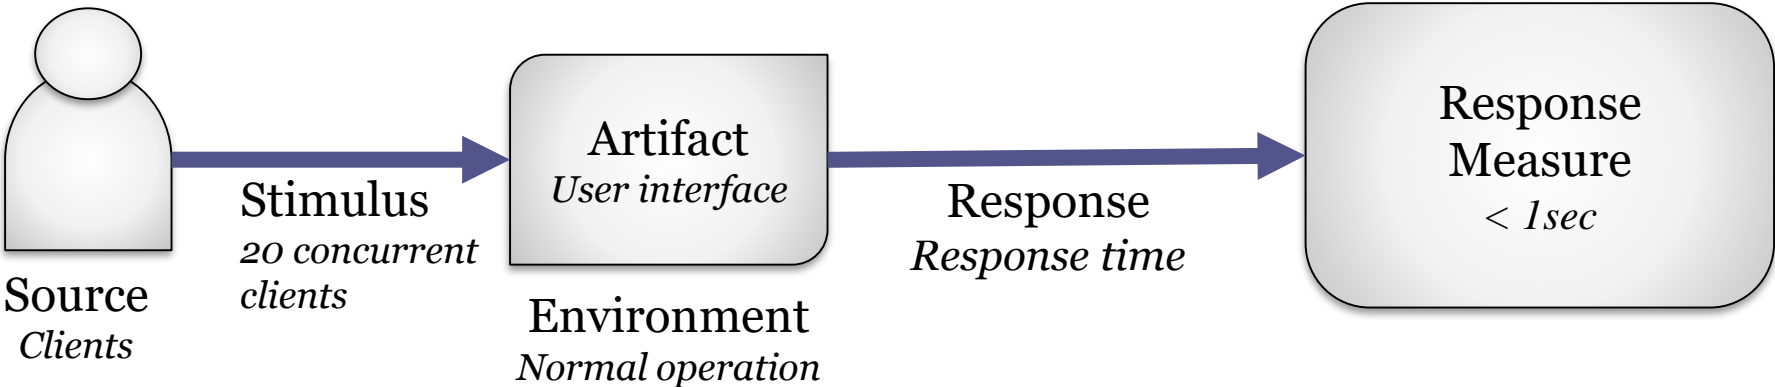 Source
Clients
Stimulus
20 concurrent
clients
Artifact
User interface
Environment
Normal operation
Response
Response time
Response
Measure
< 1sec